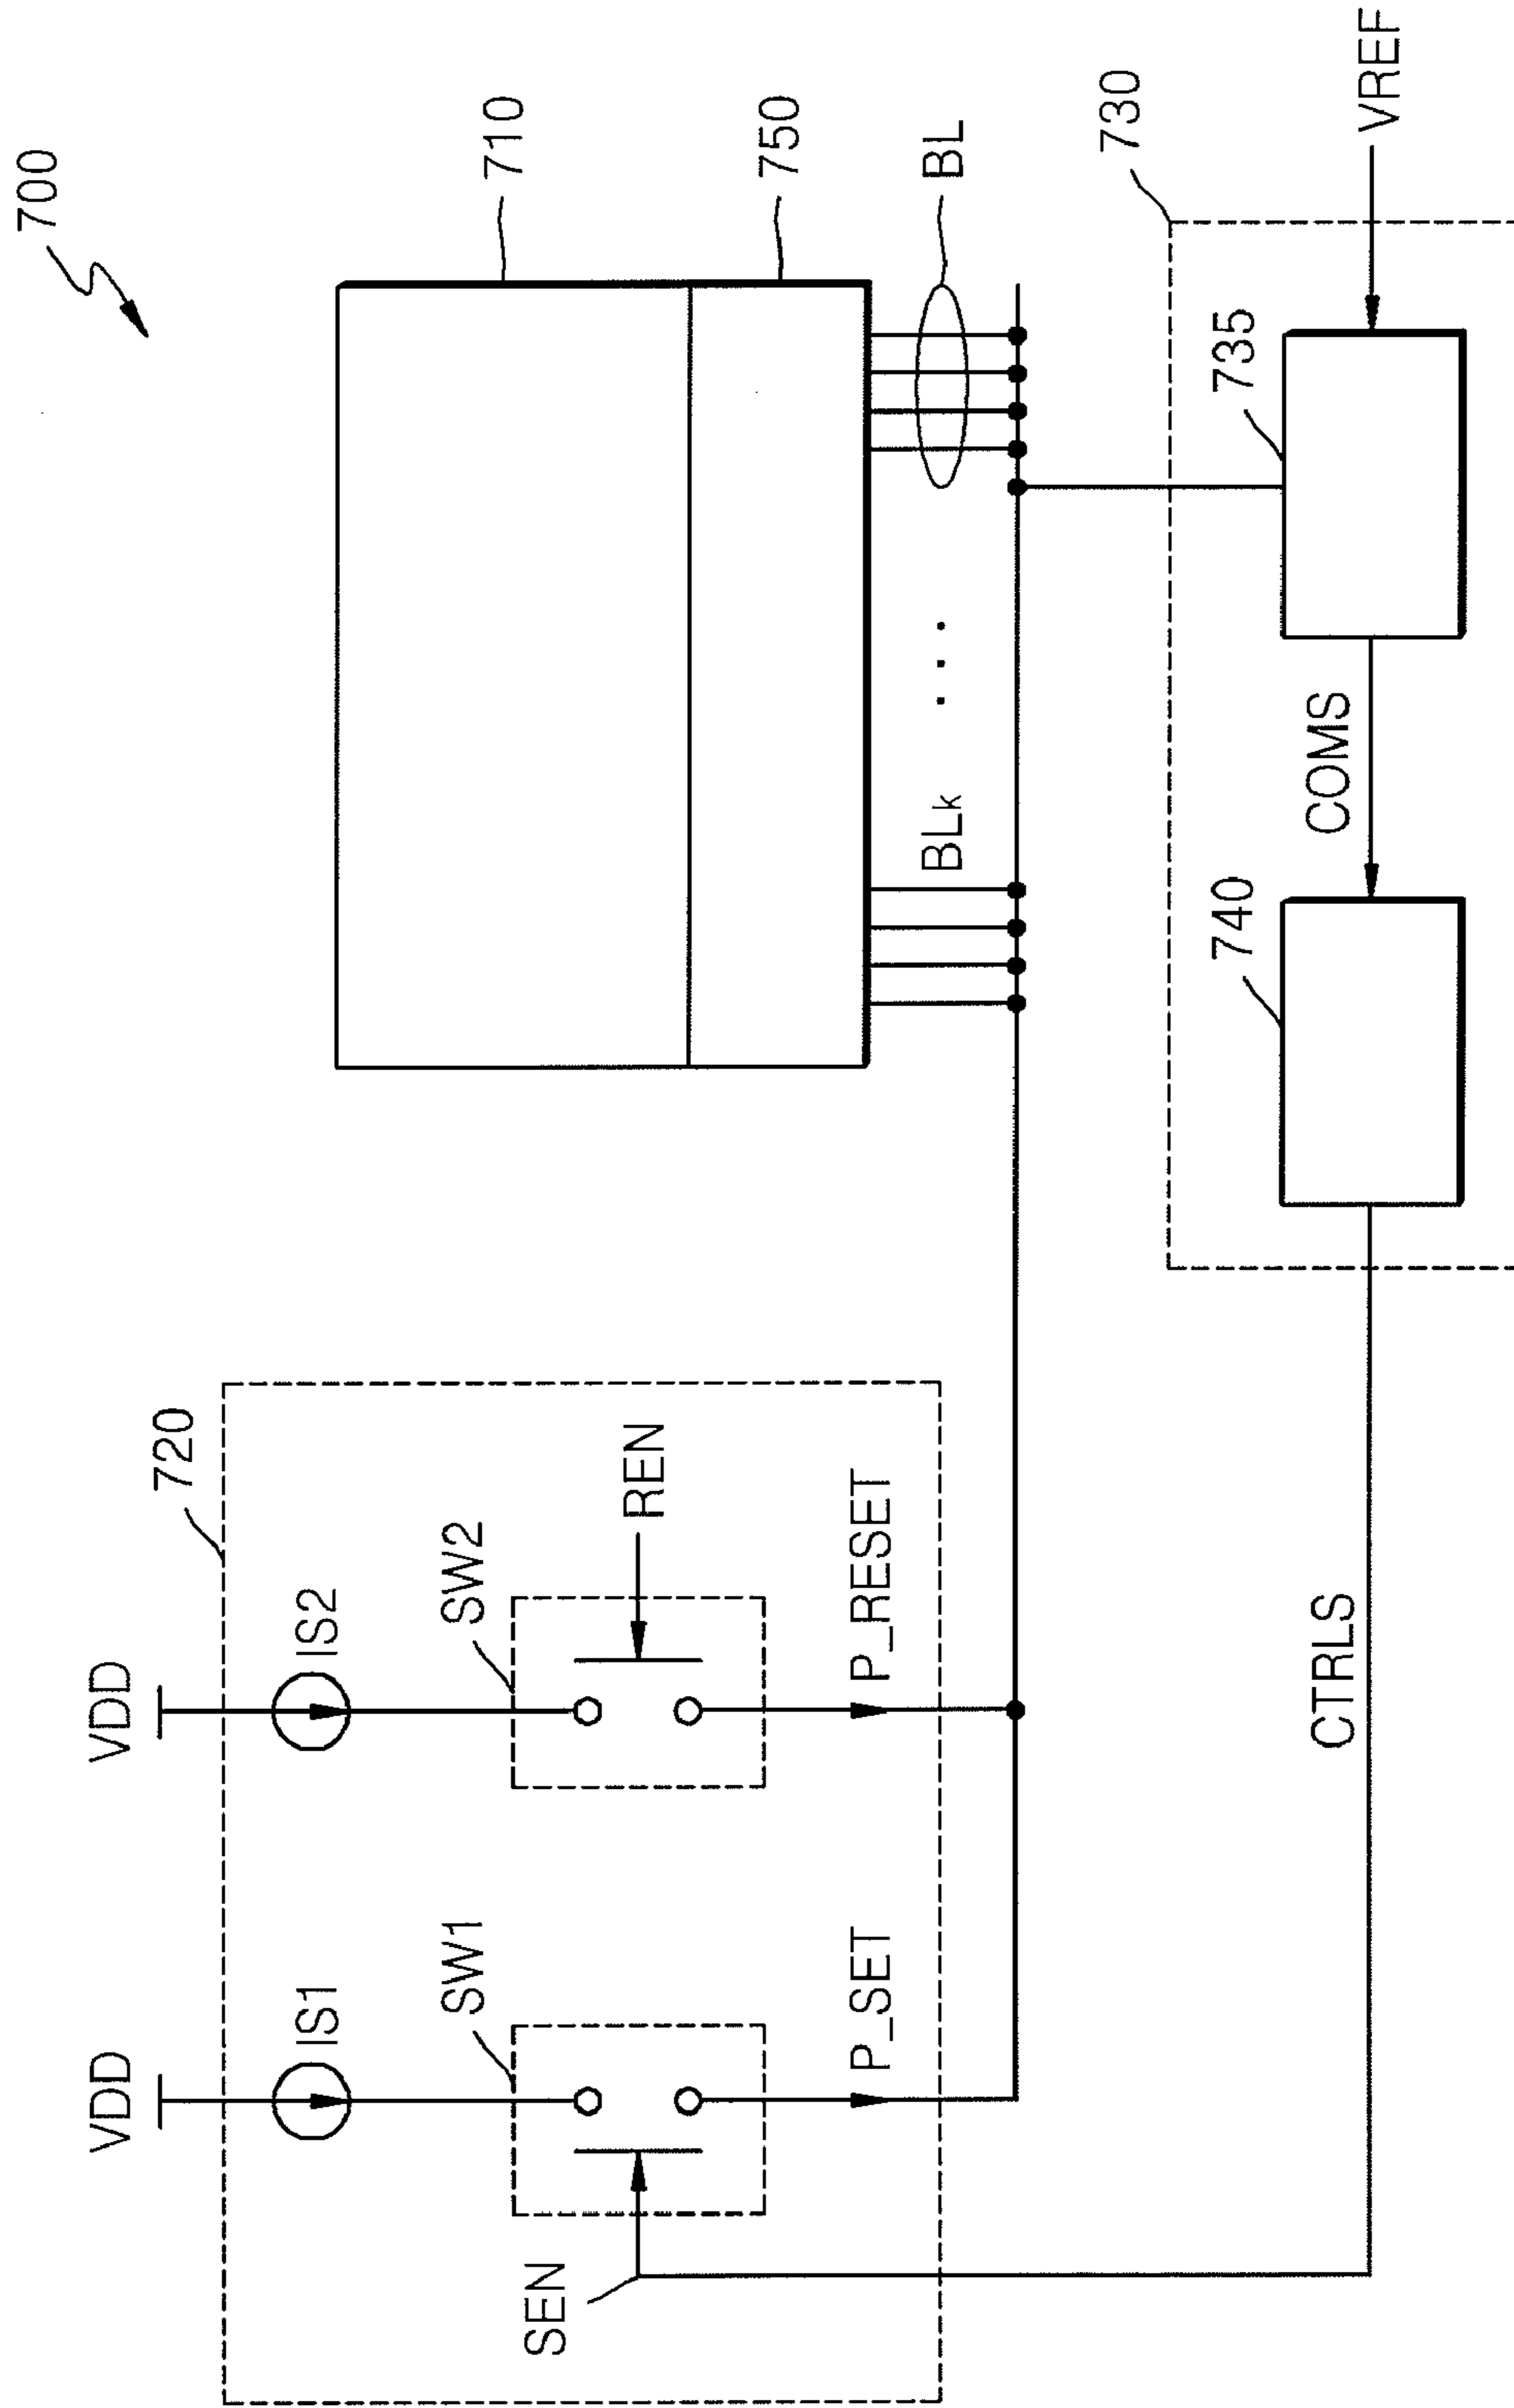 700
VDD
VDD
720
IS1
IS2
710
SW1
SW2
750
SEN
REN
P_SET
P_RESET
BLk
. . .
BL
730
740
735
CTRLS
COMS
VREF